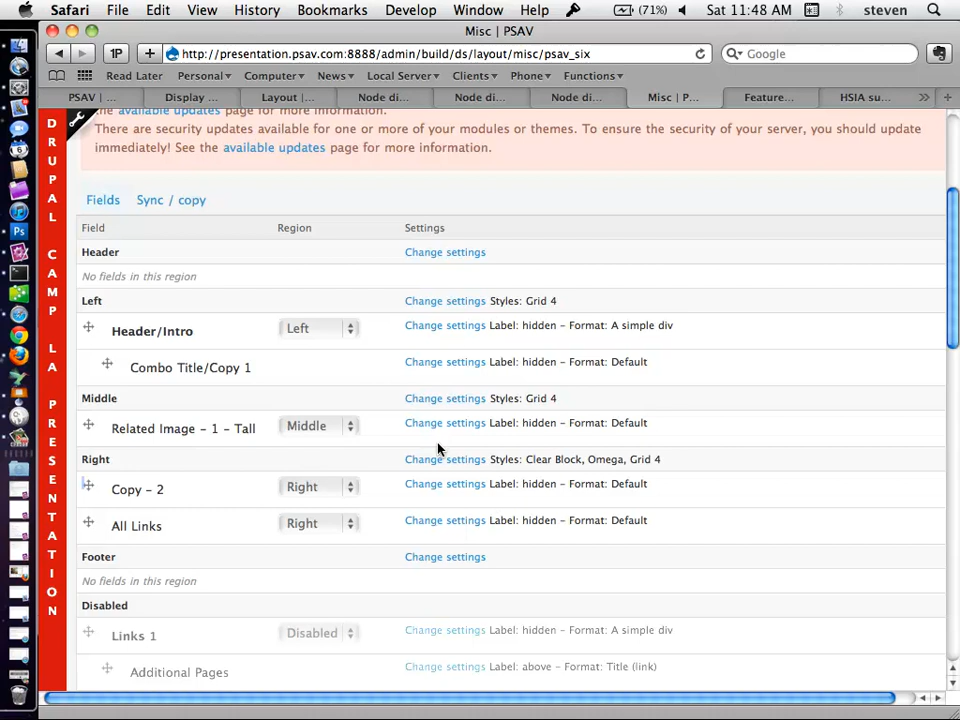 Safari File Edit View History Bookmarks Develop Window Help (71%) Sat 11:48 AM steven
Misc | PSAV
1P + http://presentation.psav.com:8888/admin/build/ds/layout/misc/psav_six Google
Read Later Personal Computer News Local Server Clients Phone Functions
PSAV | ... Display ... Layout |... Node di... Node di... Node di... Misc | P... Feature... HSIA su... >> +
the available updates page for more information.
There are security updates available for one or more of your modules or themes. To ensure the security of your server, you should update
immediately! See the available updates page for more information.
DRUPAL CAMP LA PRESENTATION
Fields Sync / copy
Field Region Settings
Header Change settings
No fields in this region
Left Change settings Styles: Grid 4
Header/Intro Left Change settings Label: hidden - Format: A simple div
Combo Title/Copy 1 Change settings Label: hidden - Format: Default
Middle Change settings Styles: Grid 4
Related Image - 1 - Tall Middle Change settings Label: hidden - Format: Default
Right Change settings Styles: Clear Block, Omega, Grid 4
Copy - 2 Right Change settings Label: hidden - Format: Default
All Links Right Change settings Label: hidden - Format: Default
Footer Change settings
No fields in this region
Disabled
Links 1 Disabled Change settings Label: hidden - Format: A simple div
Additional Pages Change settings Label: above - Format: Title (link)
Ps
6